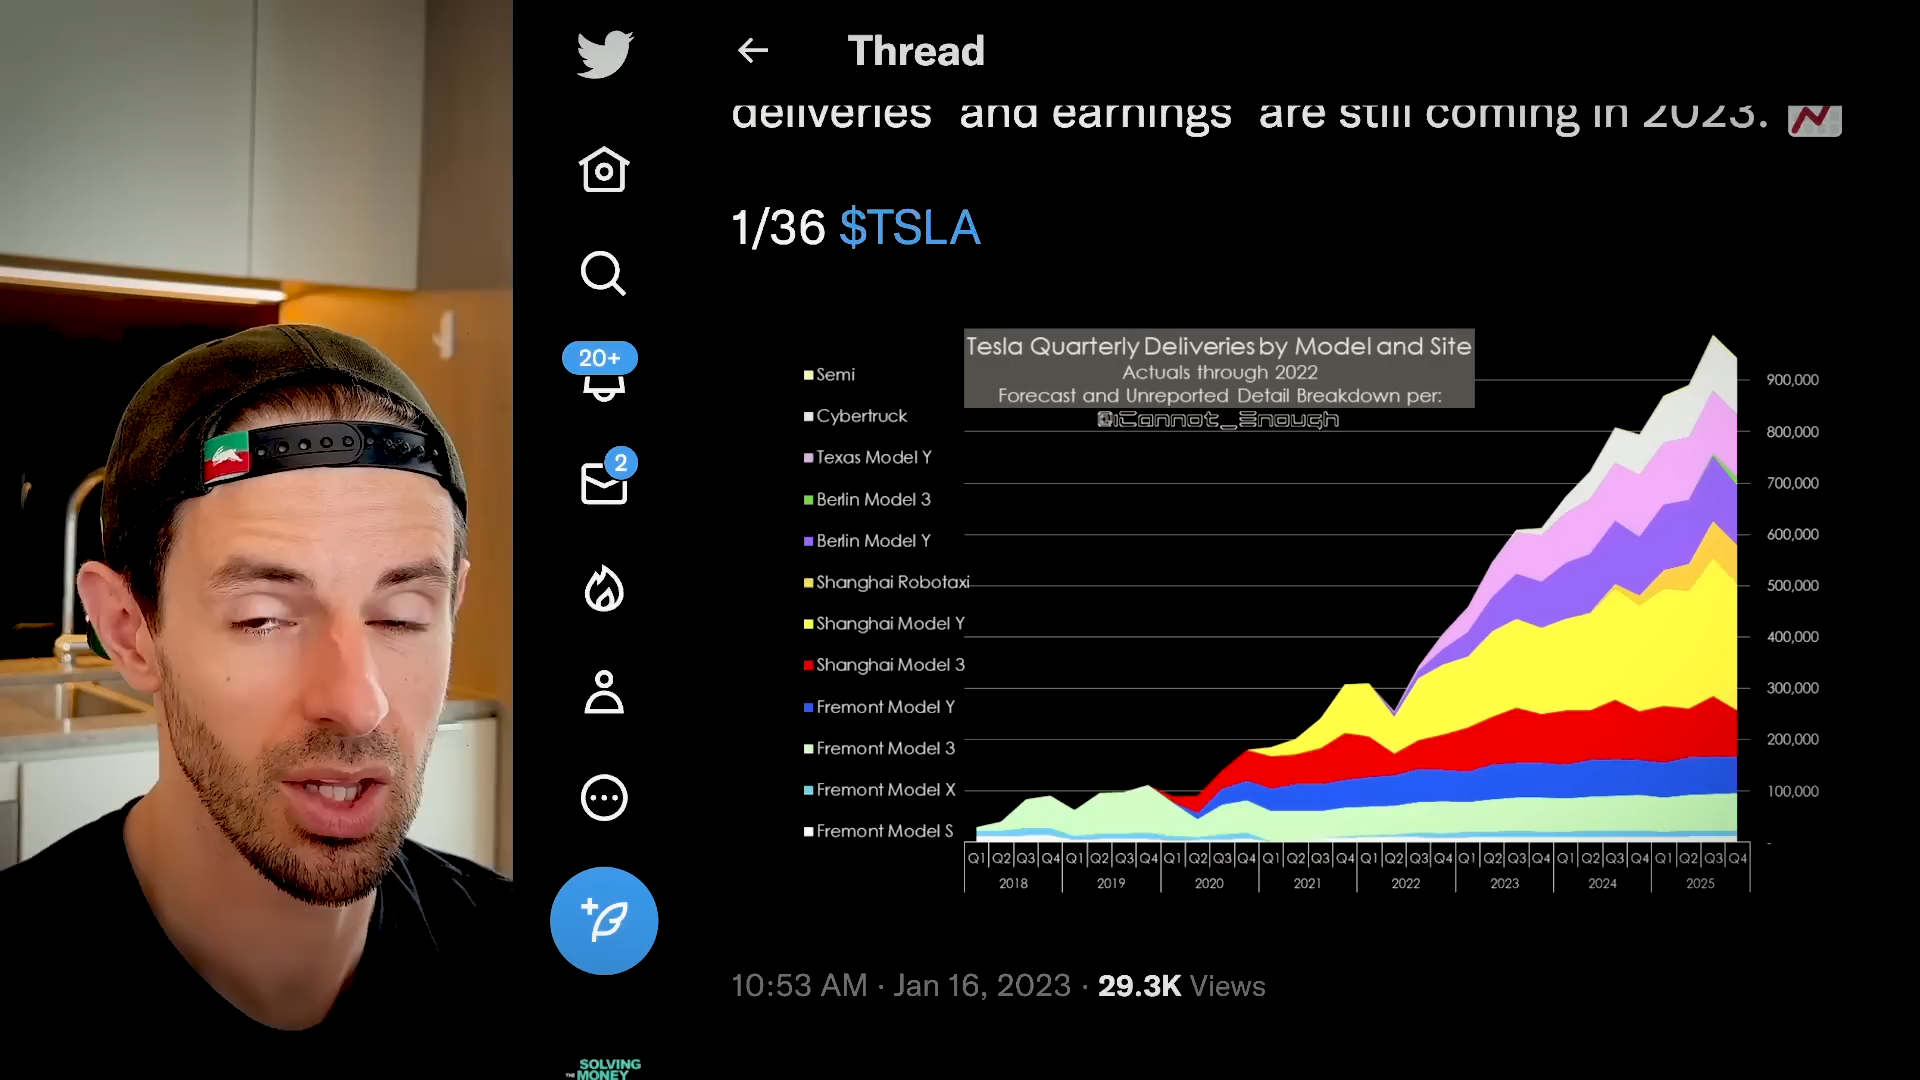 Thread
deliveries and earnings are still coming in 2023.
1/36 $TSLA
20+
2
Tesla Quarterly Deliveries by Model and Site
Actuals through 2022
Forecast and Unreported Detail Breakdown per:
@iCannot_Enough
Semi
Cybertruck
Texas Model Y
Berlin Model 3
Berlin Model Y
Shanghai Robotaxi
Shanghai Model Y
Shanghai Model 3
Fremont Model Y
Fremont Model 3
Fremont Model X
Fremont Model S
900,000
800,000
700,000
600,000
500,000
400,000
300,000
200,000
100,000
-
Q1 Q2 Q3 Q4 Q1 Q2 Q3 Q4 Q1 Q2 Q3 Q4 Q1 Q2 Q3 Q4 Q1 Q2 Q3 Q4 Q1 Q2 Q3 Q4 Q1 Q2 Q3 Q4 Q1 Q2 Q3 Q4
2018 2019 2020 2021 2022 2023 2024 2025
10:53 AM · Jan 16, 2023 · 29.3K Views
SOLVING
THE MONEY